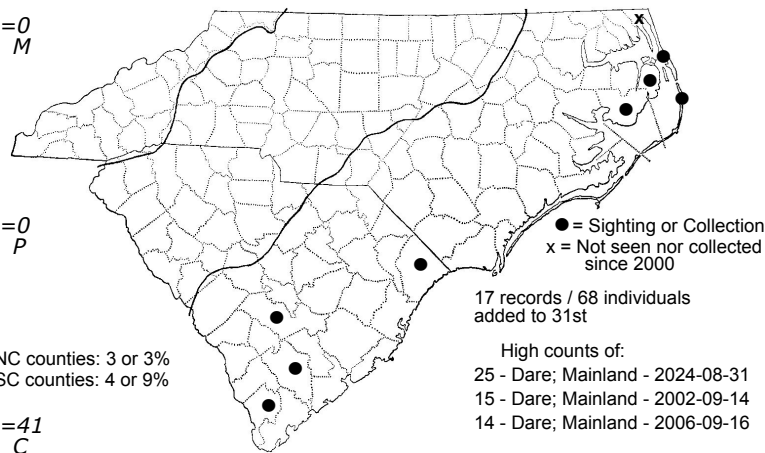 =0
M
=0
P
● = Sighting or Collection
x = Not seen nor collected
since 2000
17 records / 68 individuals
added to 31st
NC counties: 3 or 3%
SC counties: 4 or 9%
High counts of:
25 - Dare; Mainland - 2024-08-31
15 - Dare; Mainland - 2002-09-14
14 - Dare; Mainland - 2006-09-16
=41
C
x